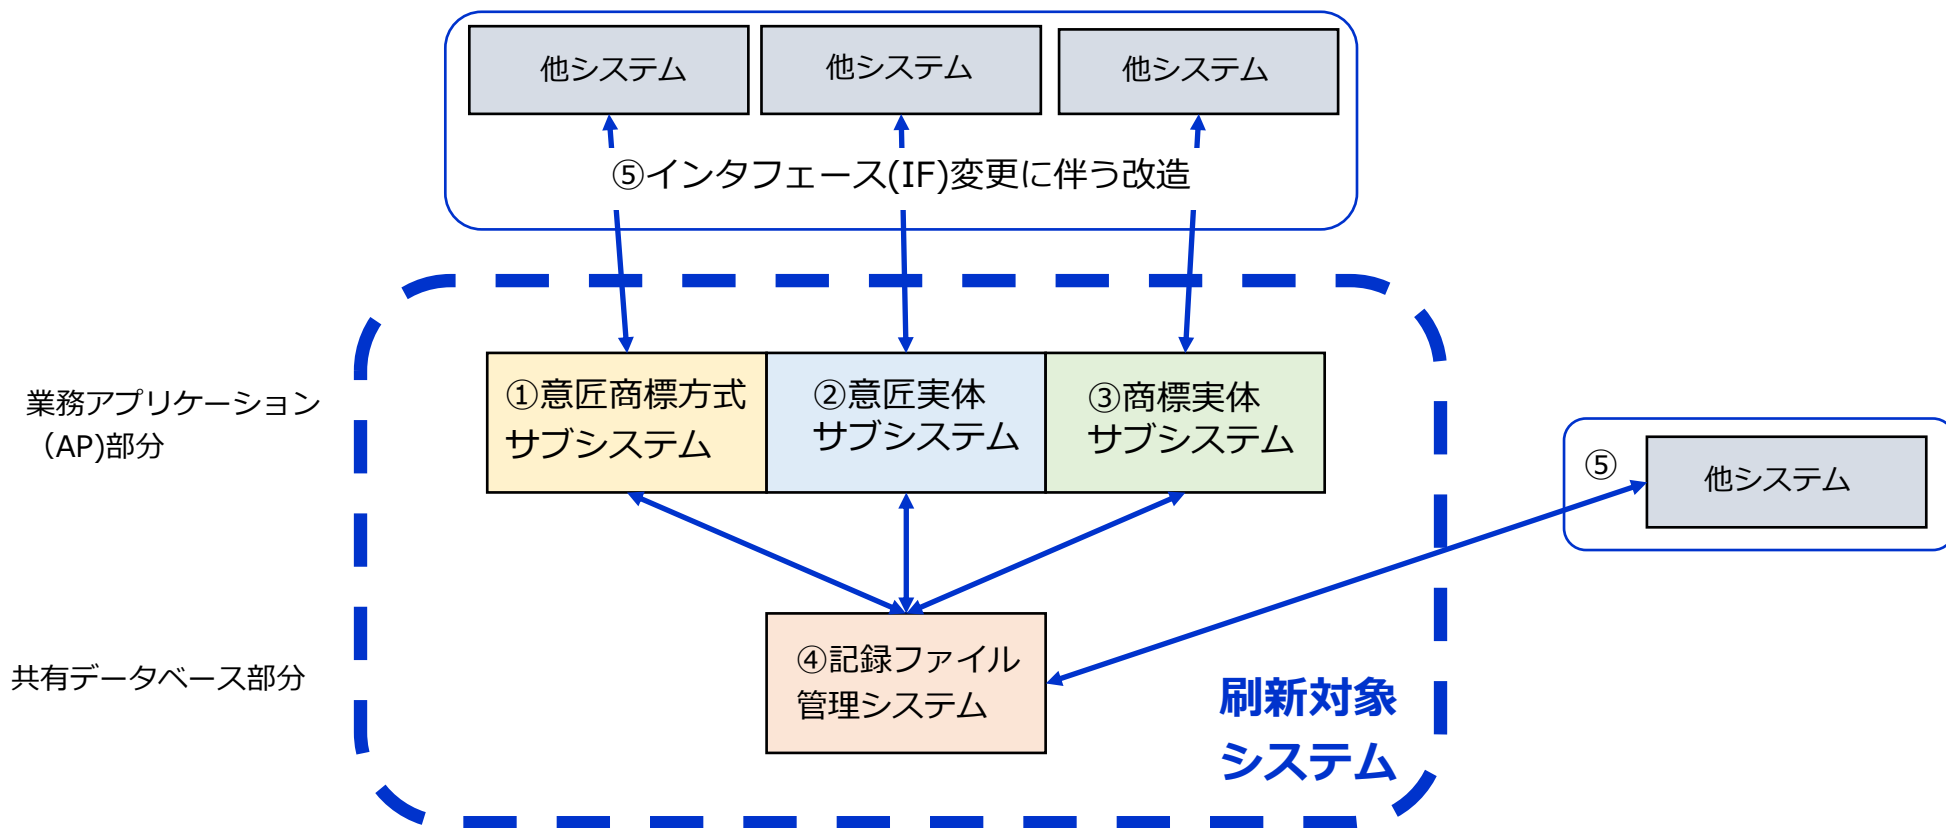 他システム
他システム
他システム
⑤インタフェース(IF)変更に伴う改造
業務アプリケーション
（AP)部分
①意匠商標方式
サブシステム
②意匠実体
サブシステム
③商標実体
サブシステム
⑤
他システム
共有データベース部分
④記録ファイル
管理システム
刷新対象
システム